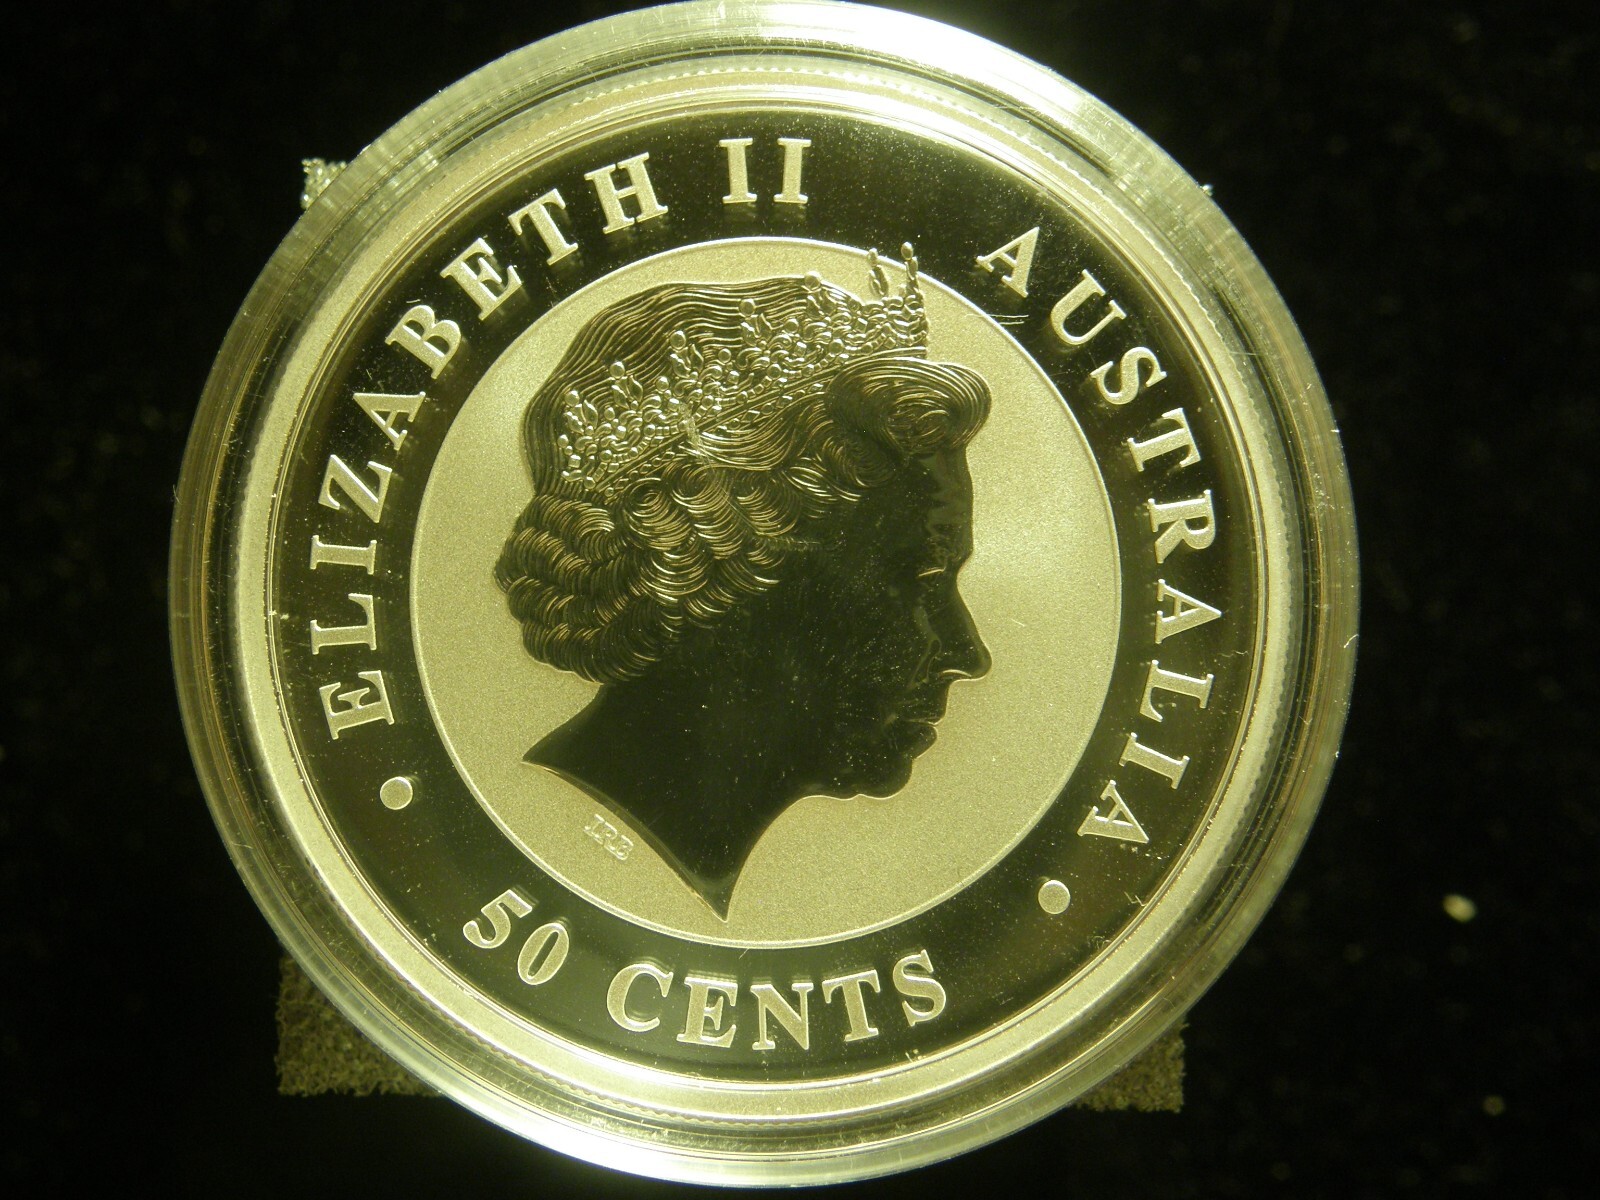 ELIZABETH II AUSTRALIA
50 CENTS
IRB